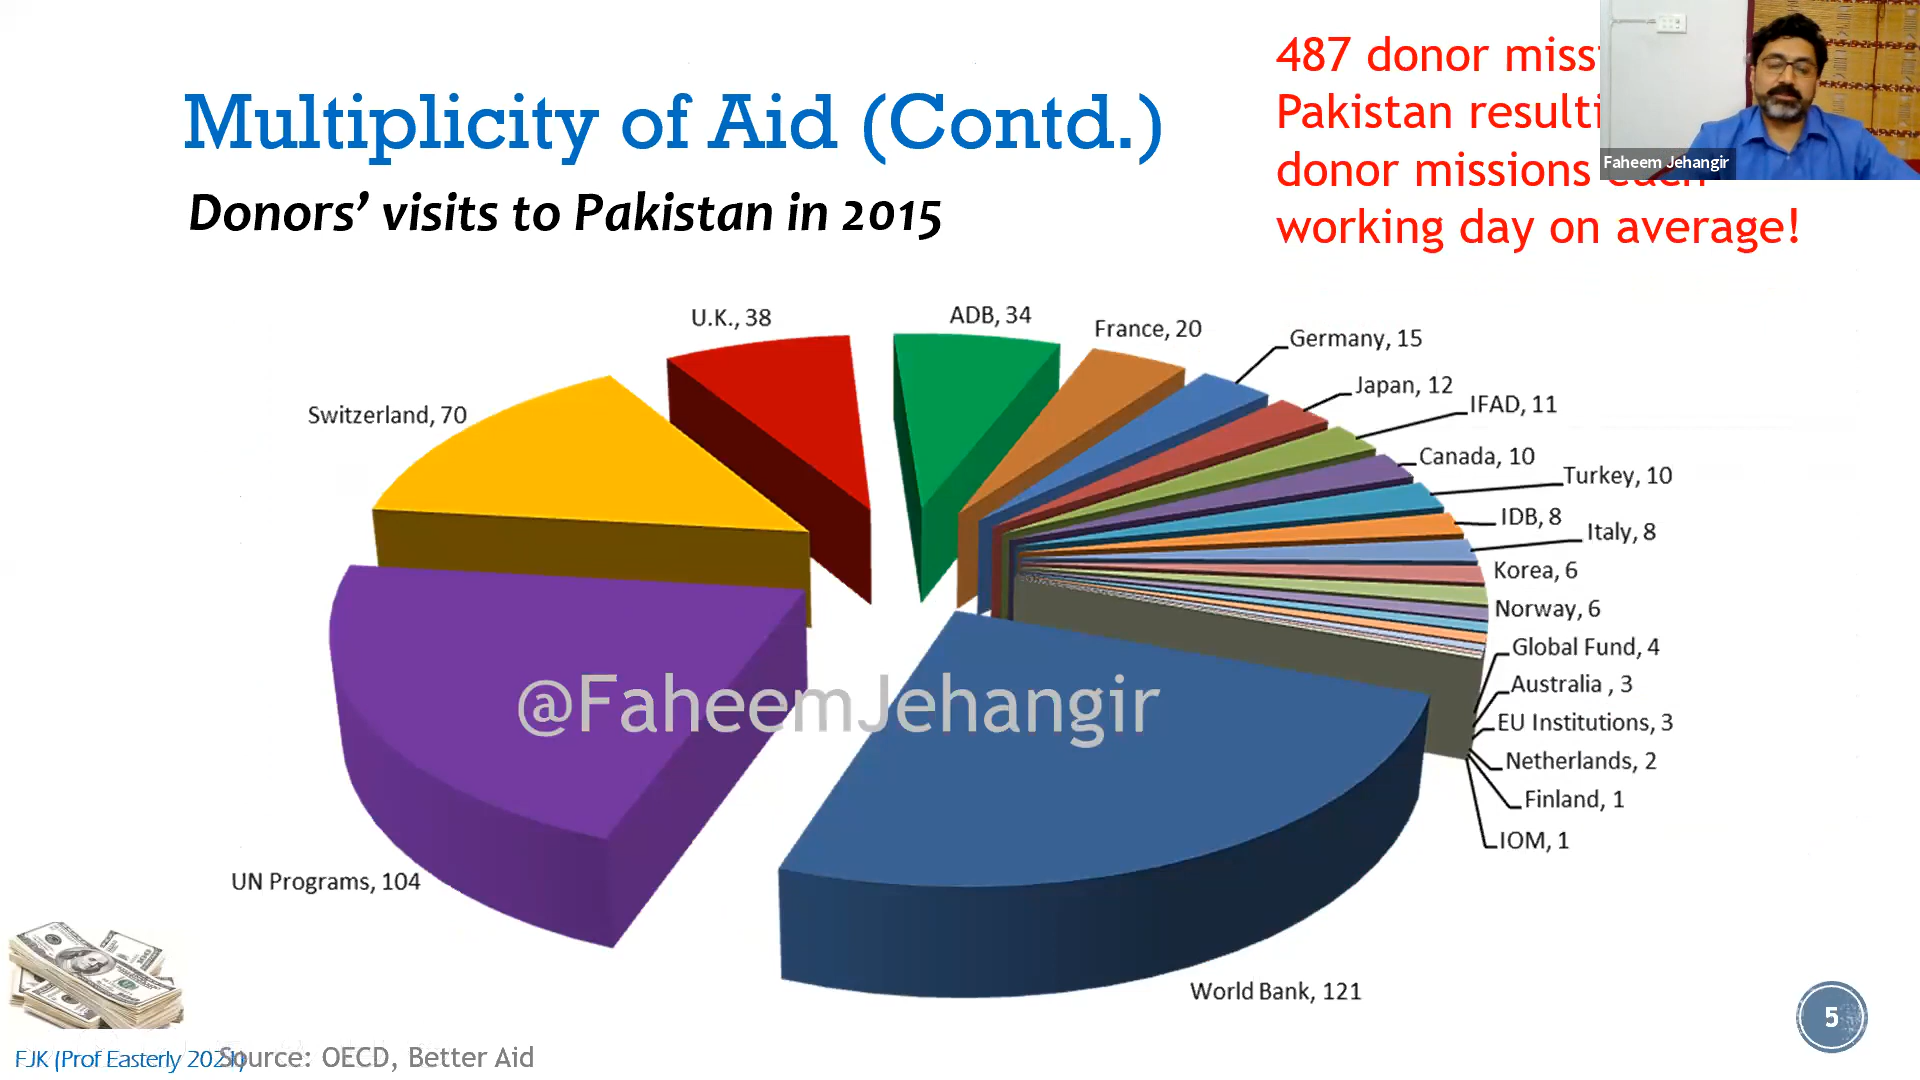 Multiplicity of Aid (Contd.)
Donors’ visits to Pakistan in 2015
487 donor
Pakistan
donor missions
working day on average!
Faheem Jehangir
U.K., 38
ADB, 34
France, 20
Germany, 15
Japan, 12
IFAD, 11
Switzerland, 70
Canada, 10
Turkey, 10
IDB, 8
Italy, 8
Korea, 6
Norway, 6
Global Fund, 4
Australia , 3
EU Institutions, 3
Netherlands, 2
Finland, 1
IOM, 1
@FaheemJehangir
UN Programs, 104
World Bank, 121
5
FJK (Prof Easterly
Source: OECD, Better Aid